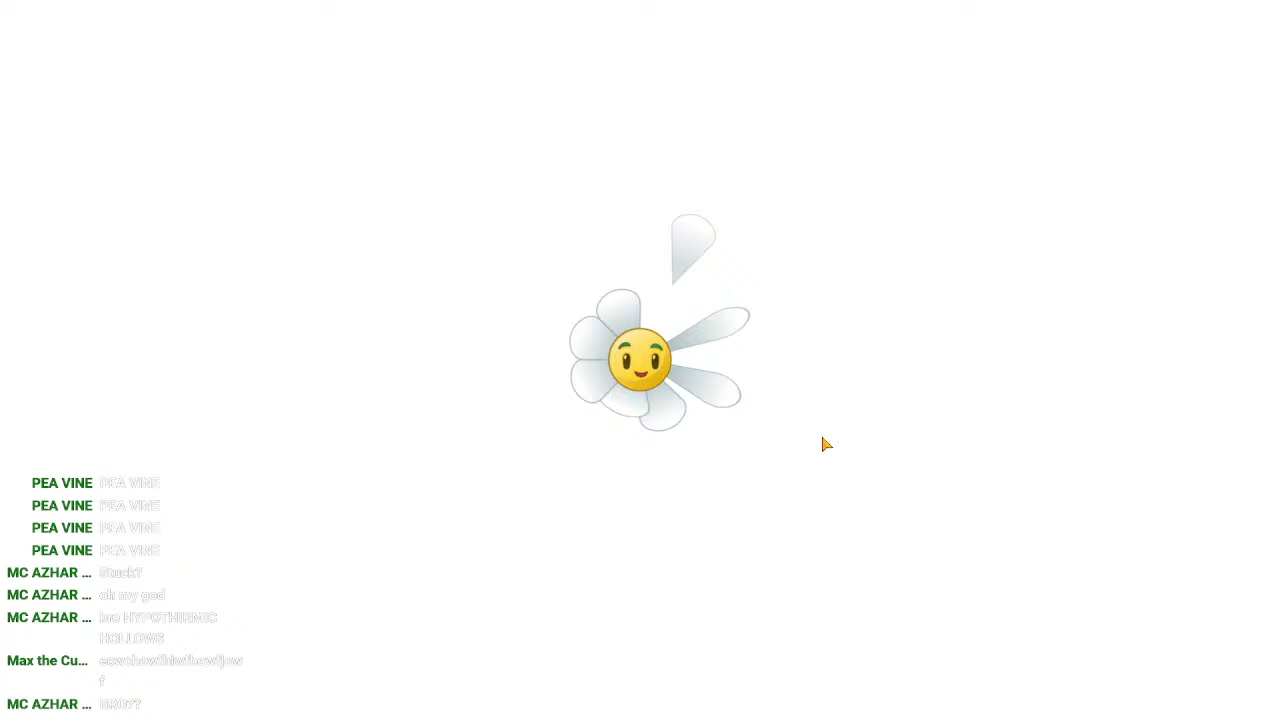 PEA VINE PEA VINE
PEA VINE PEA VINE
PEA VINE PEA VINE
PEA VINE PEA VINE
MC AZHAR ... Stuck?
MC AZHAR ... oh my god
MC AZHAR ... bro HYPOTHIRMIC
HOLLOWS
Max the Cu...
f
MC AZHAR ... BRO??